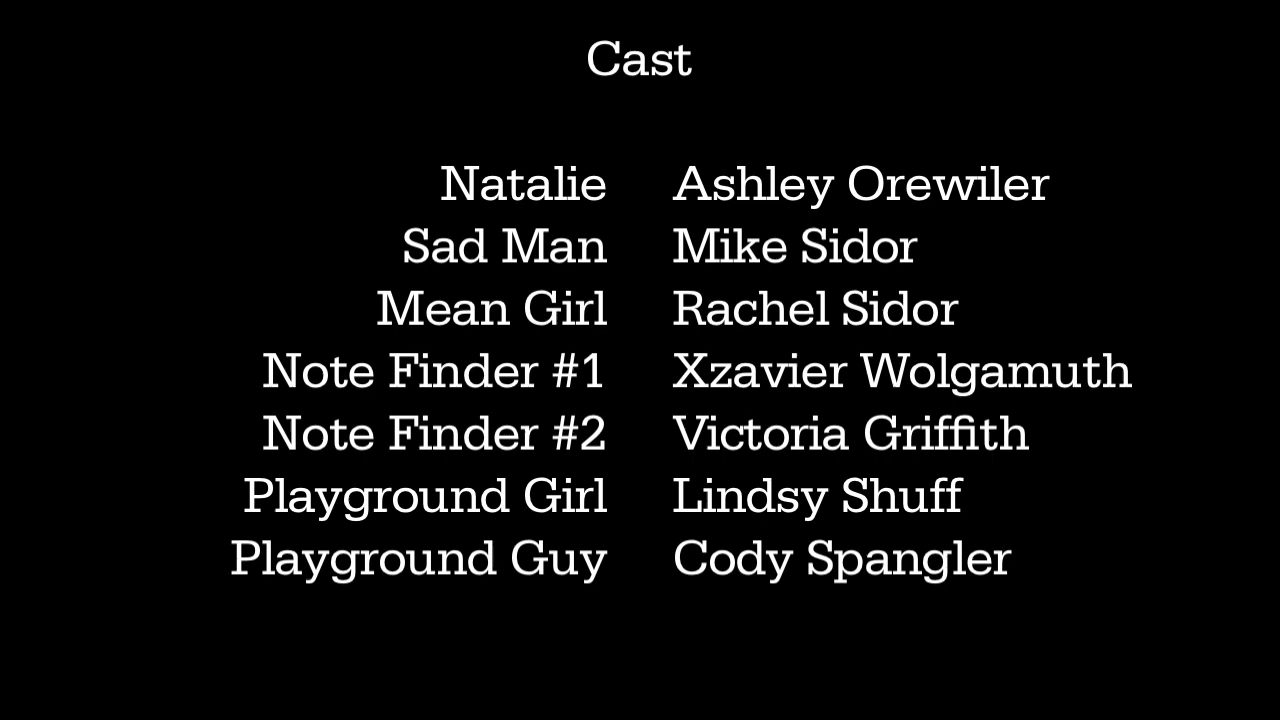 Cast
Natalie Ashley Orewiler
Sad Man Mike Sidor
Mean Girl Rachel Sidor
Note Finder #1 Xzavier Wolgamuth
Note Finder #2 Victoria Griffith
Playground Girl Lindsy Shuff
Playground Guy Cody Spangler